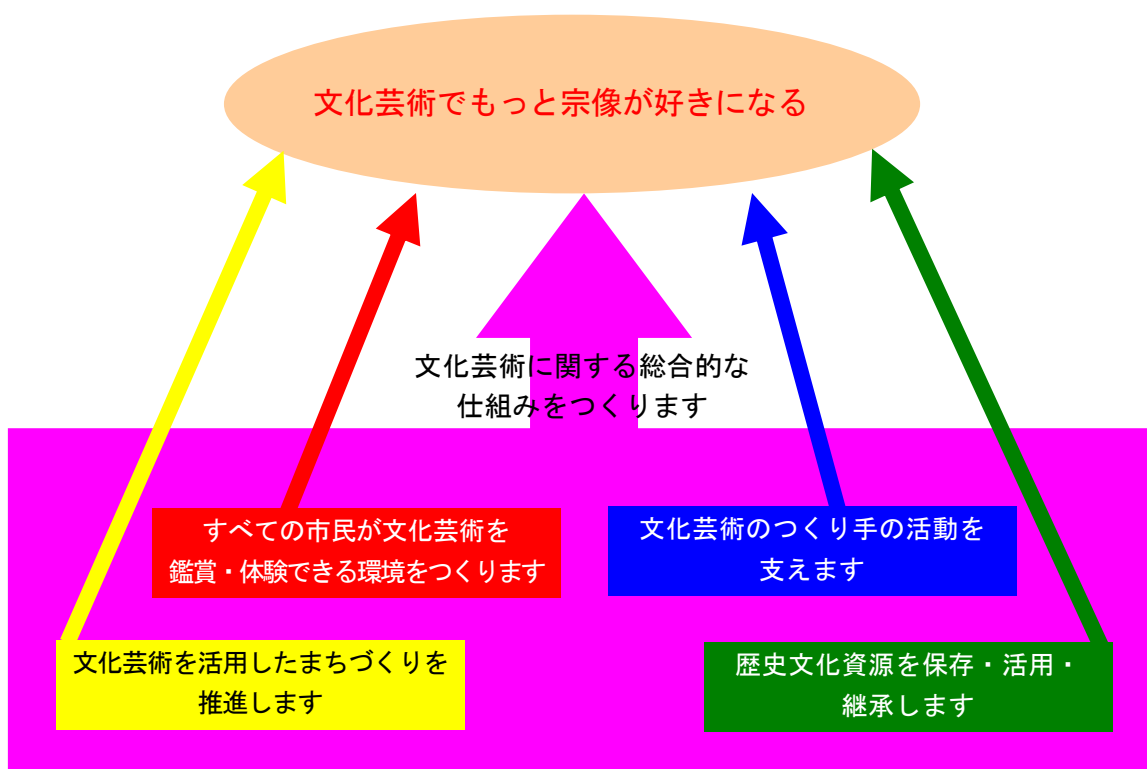 文化芸術でもっと宗像が好きになる
文化芸術に関する総合的な
仕組みをつくります
すべての市民が文化芸術を
鑑賞・体験できる環境をつくります
文化芸術のつくり手の活動を
支えます
文化芸術を活用したまちづくりを
推進します
歴史文化資源を保存・活用・
継承します